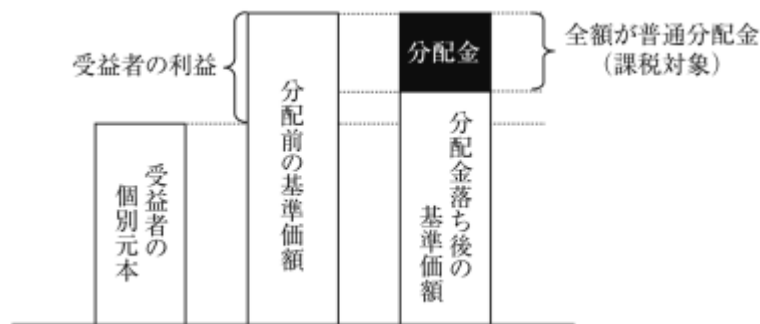 受益者の利益
分配金
全額が普通分配金
(課税対象)
受益者の
個別元本
分配前の基準価額
分配金落ち後の
基準価額